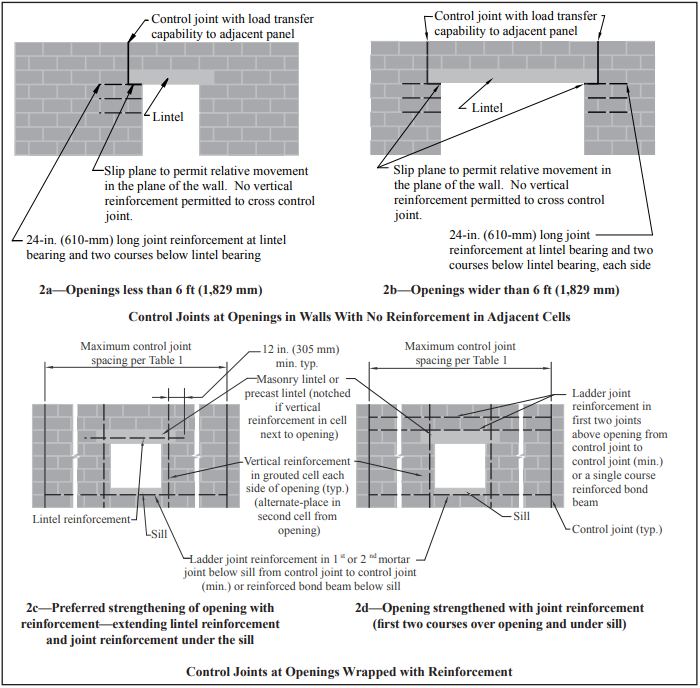 Control joint with load transfer
capability to adjacent panel
Lintel
Slip plane to permit relative movement
in the plane of the wall.  No vertical
reinforcement permitted to cross control
joint.
24-in. (610-mm) long joint reinforcement at lintel
bearing and two courses below lintel bearing
2a—Openings less than 6 ft (1,829 mm)
Control joint with load transfer
capability to adjacent panel
Lintel
Slip plane to permit relative movement in
the plane of the wall.  No vertical
reinforcement permitted to cross control
joint.
24-in. (610-mm) long joint
reinforcement at lintel bearing and two
courses below lintel bearing, each side
2b—Openings wider than 6 ft (1,829 mm)
Control Joints at Openings in Walls With No Reinforcement in Adjacent Cells
Maximum control joint
spacing per Table 1
12 in. (305 mm)
min. typ.
Masonry lintel or
precast lintel (notched
if vertical
reinforcement in cell
next to opening)
Vertical reinforcement
in grouted cell each
side of opening (typ.)
(alternate-place in
second cell from
opening)
Lintel reinforcement
Sill
Ladder joint reinforcement in 1st or 2nd mortar
joint below sill from control joint to control joint
(min.) or reinforced bond beam below sill
Maximum control joint
spacing per Table 1
Ladder joint
reinforcement in
first two joints
above opening from
control joint to
control joint (min.)
or a single course
reinforced bond
beam
Sill
Control joint (typ.)
2c—Preferred strengthening of opening with
reinforcement—extending lintel reinforcement
and joint reinforcement under the sill
2d—Opening strengthened with joint reinforcement
(first two courses over opening and under sill)
Control Joints at Openings Wrapped with Reinforcement